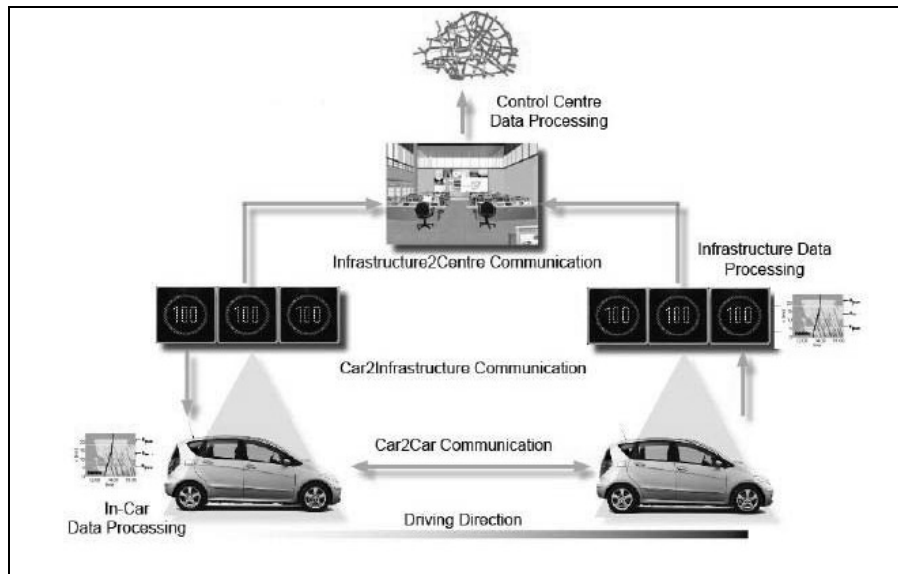 Control Centre
Data Processing
Infrastructure2Centre Communication
Infrastructure Data
Processing
100 100 100
100 100 100
Car2Infrastructure Communication
Car2Car Communication
In-Car
Data Processing
Driving Direction